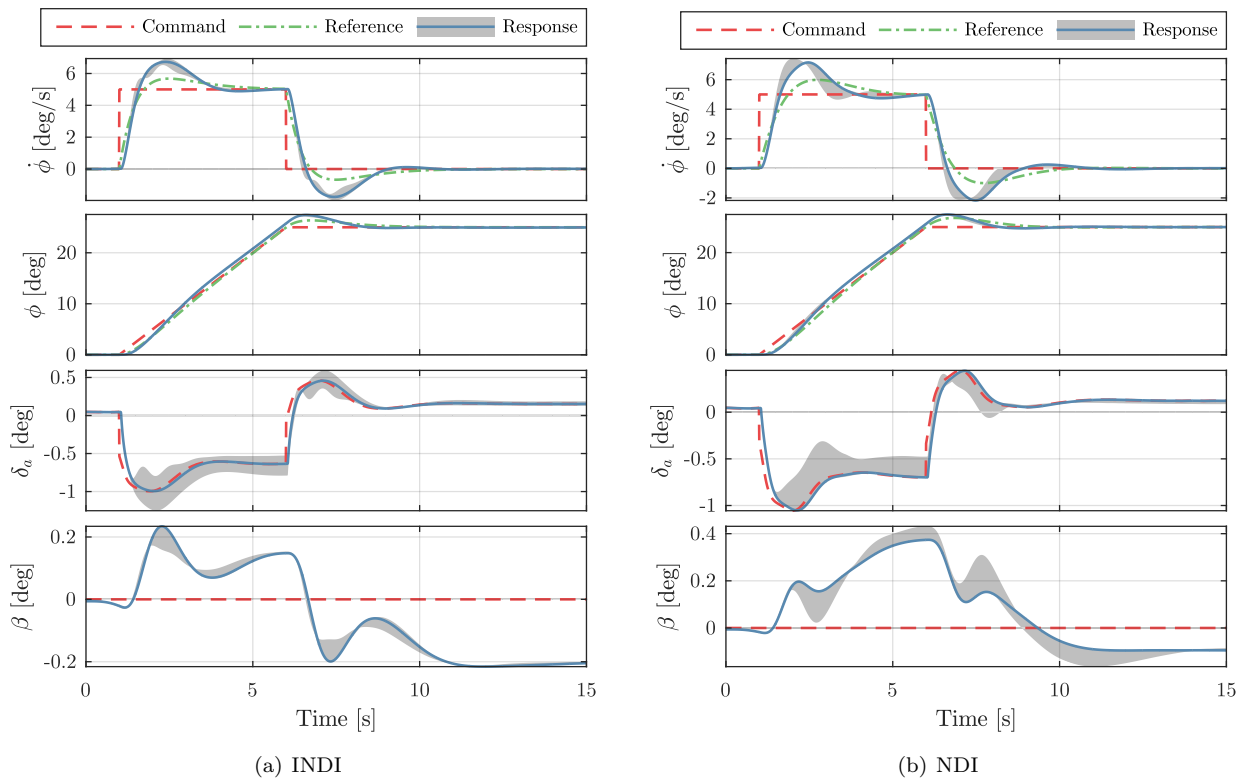 Command Reference Response
6
4
2
0
φ̇ [deg/s]
20
10
0
φ [deg]
0.5
0
-0.5
-1
δₐ [deg]
0.2
0
-0.2
β [deg]
0 5 10 15
Time [s]
(a) INDI
Command Reference Response
6
4
2
0
-2
φ̇ [deg/s]
20
10
0
φ [deg]
0
-0.5
-1
δₐ [deg]
0.4
0.2
0
β [deg]
0 5 10 15
Time [s]
(b) NDI